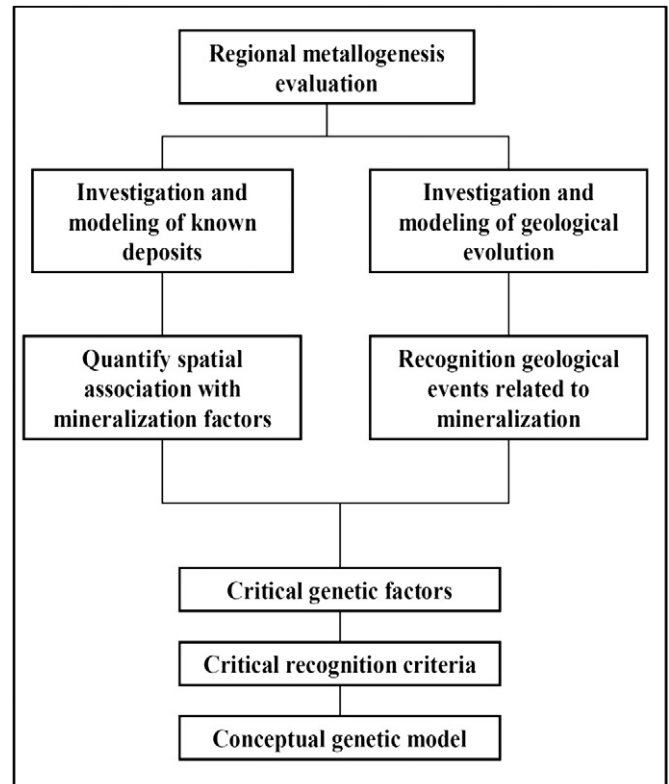 Regional metallogenesis
evaluation
Investigation and
modeling of known
deposits
Investigation and
modeling of geological
evolution
Quantify spatial
association with
mineralization factors
Recognition geological
events related to
mineralization
Critical genetic factors
Critical recognition criteria
Conceptual genetic model